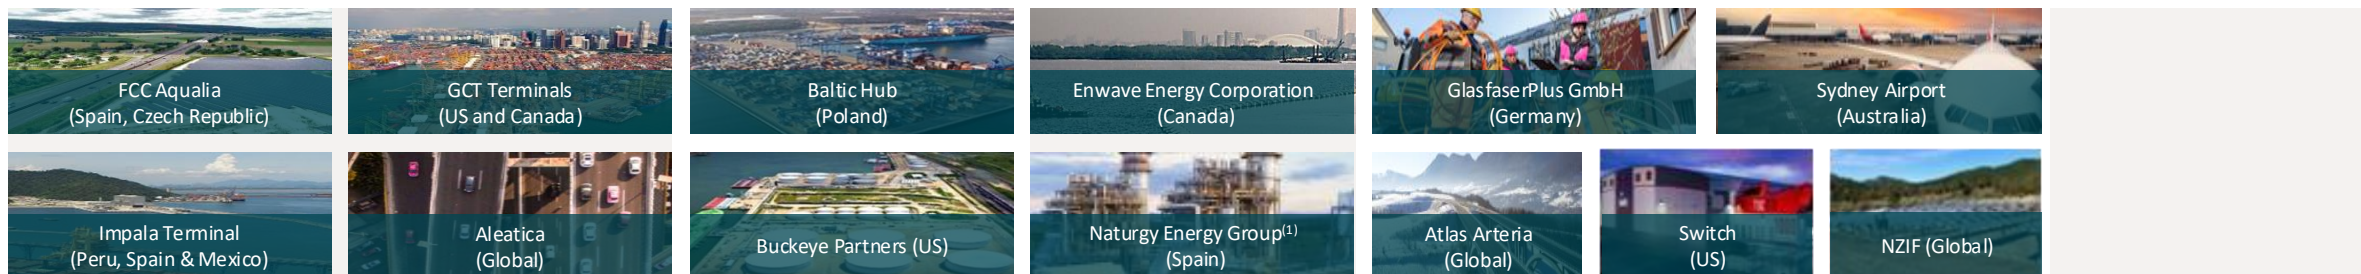 FCC Aqualia
(Spain, Czech Republic)
GCT Terminals
(US and Canada)
Baltic Hub
(Poland)
Enwave Energy Corporation
(Canada)
GlasfaserPlus GmbH
(Germany)
Sydney Airport
(Australia)
Impala Terminal
(Peru, Spain & Mexico)
Aleatica
(Global)
Buckeye Partners (US)
Naturgy Energy Group(1)
(Spain)
Atlas Arteria
(Global)
Switch
(US)
NZIF (Global)